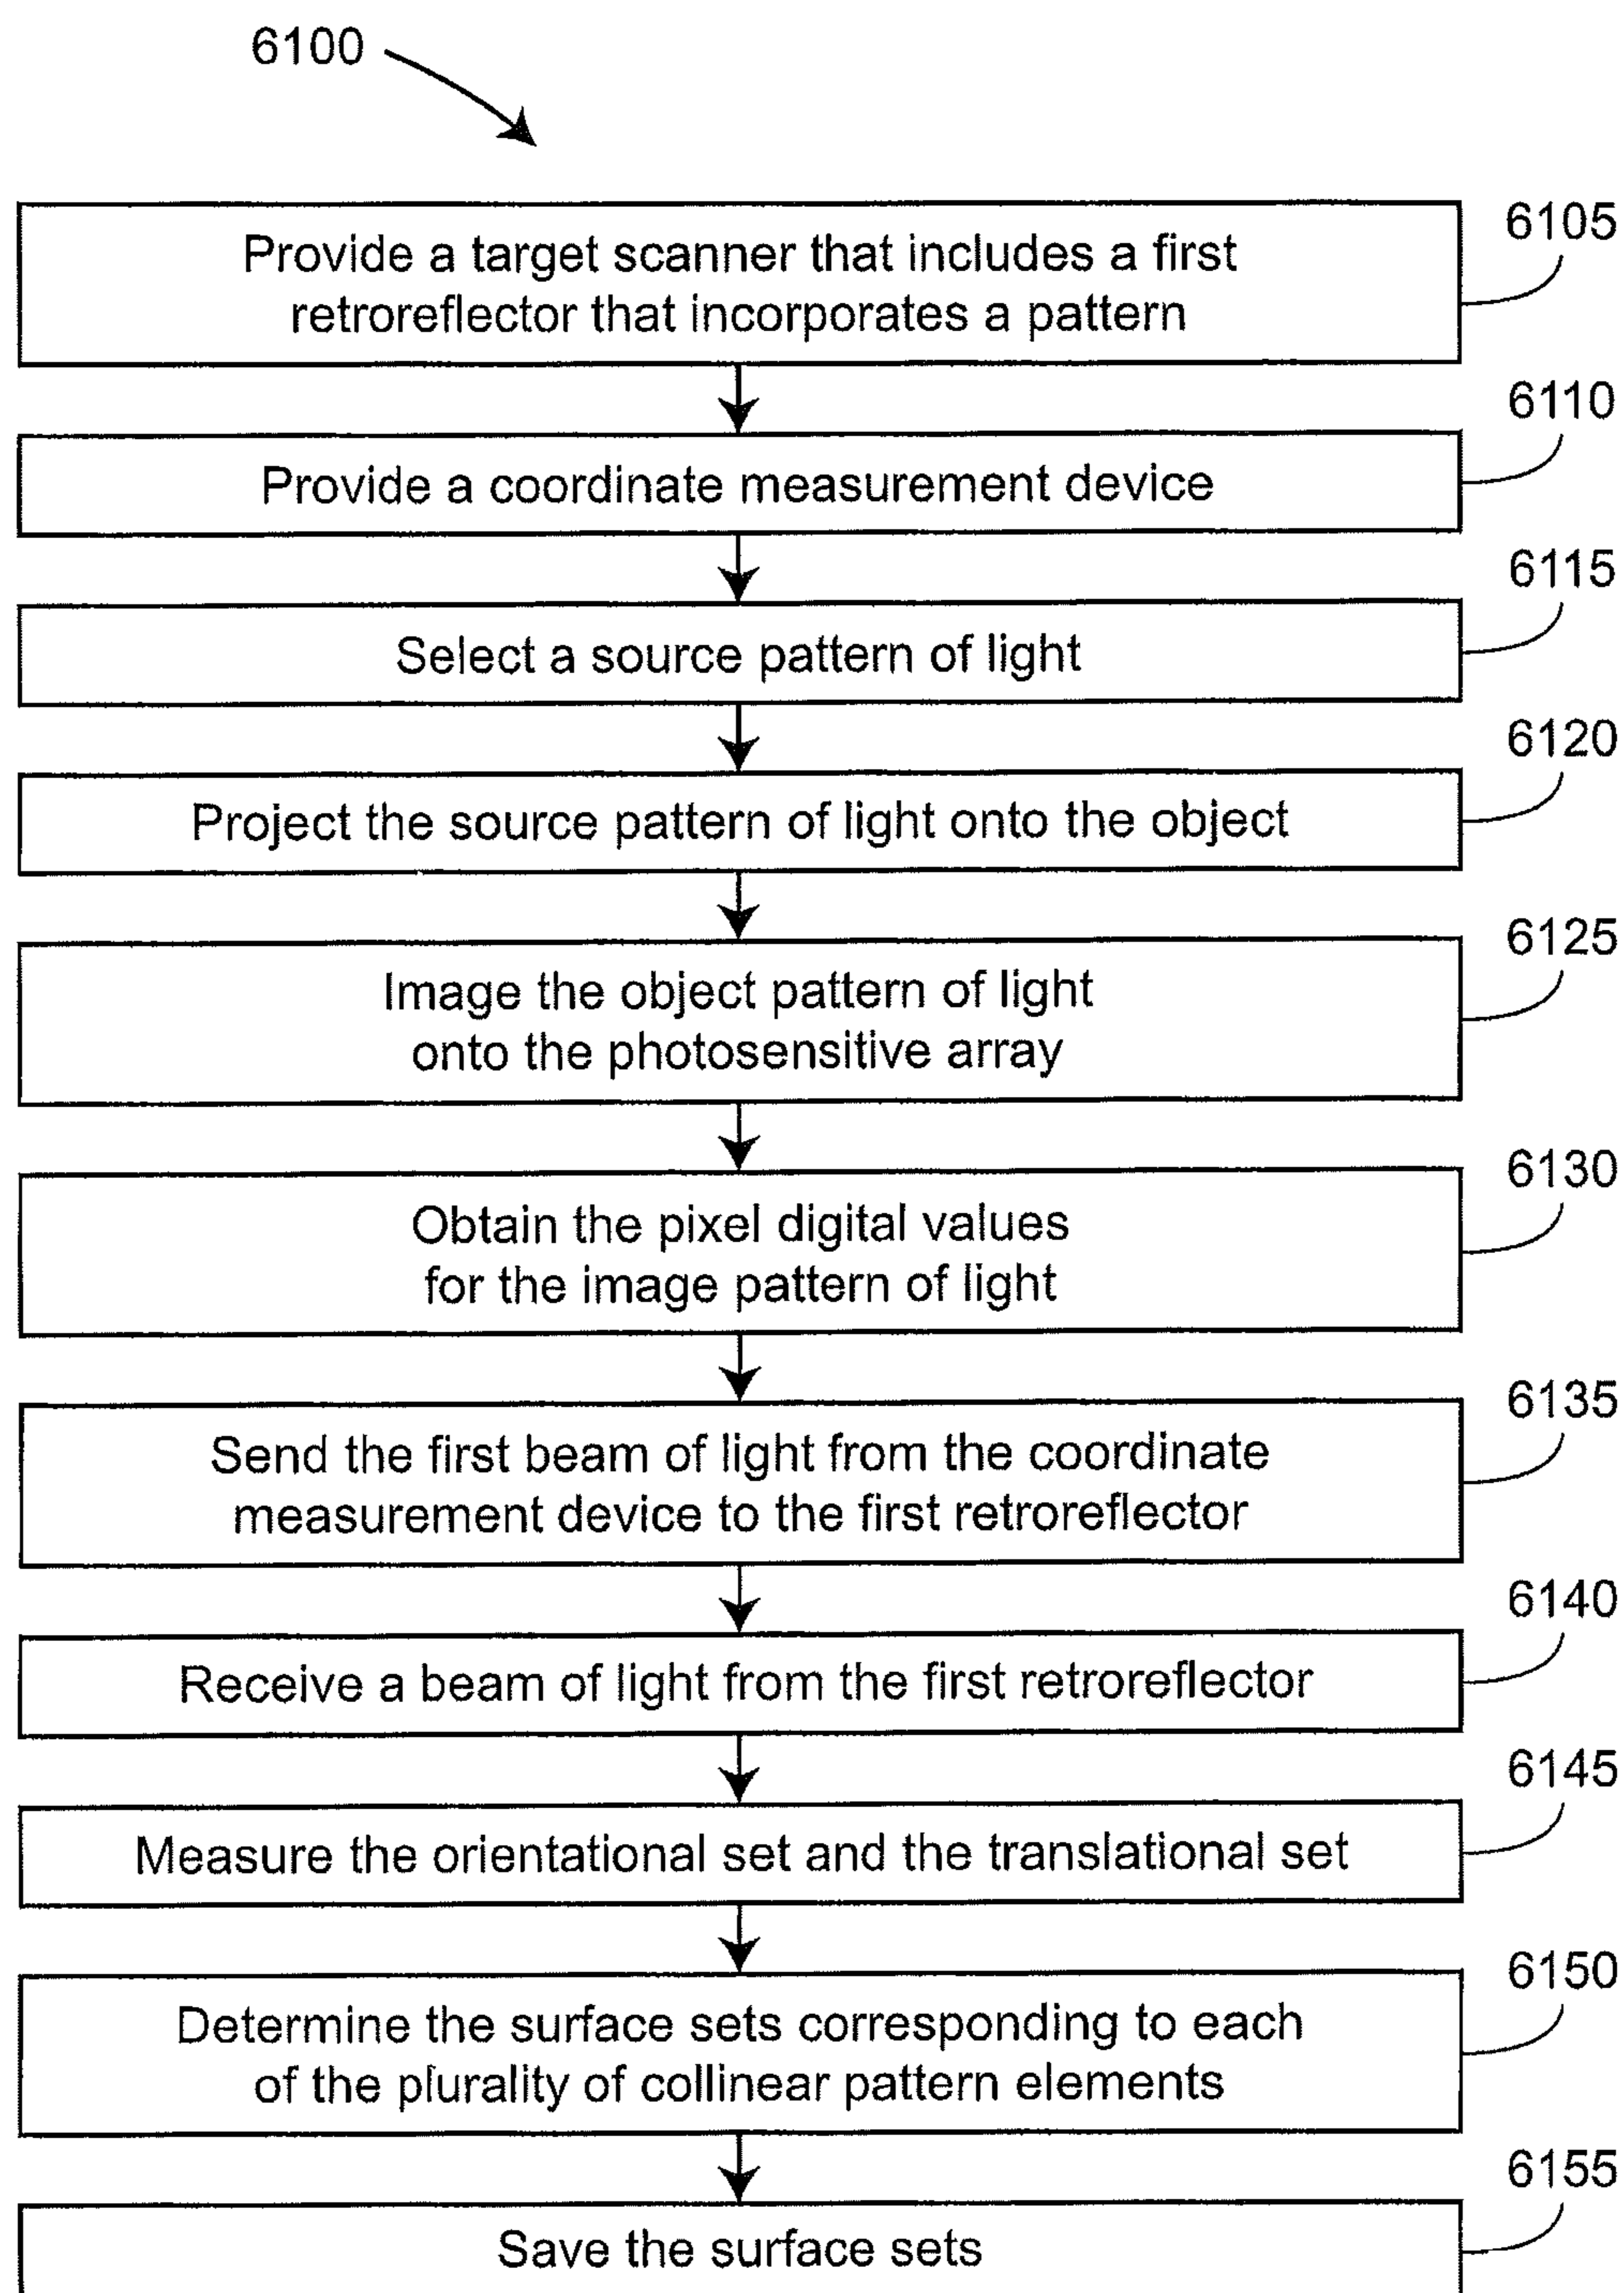 6100
6105
Provide a target scanner that includes a first
retroreflector that incorporates a pattern
6110
Provide a coordinate measurement device
6115
Select a source pattern of light
6120
Project the source pattern of light onto the object
6125
Image the object pattern of light
onto the photosensitive array
6130
Obtain the pixel digital values
for the image pattern of light
6135
Send the first beam of light from the coordinate
measurement device to the first retroreflector
6140
Receive a beam of light from the first retroreflector
6145
Measure the orientational set and the translational set
6150
Determine the surface sets corresponding to each
of the plurality of collinear pattern elements
6155
Save the surface sets